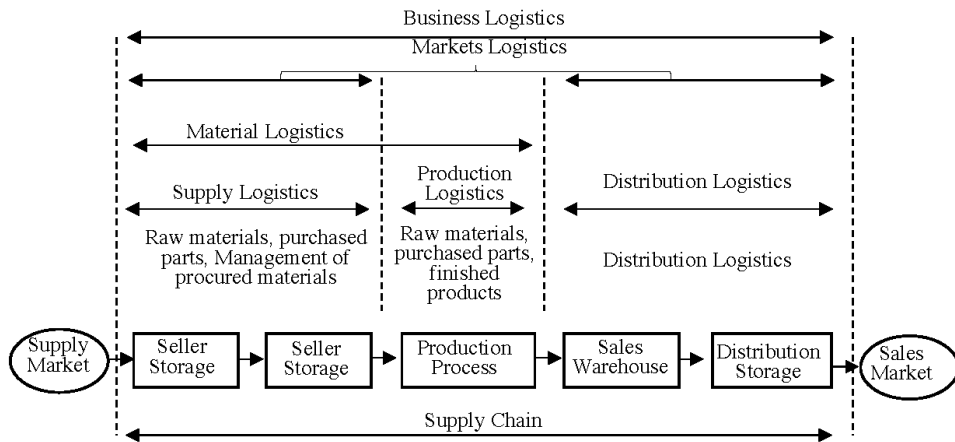 Business Logistics
Markets Logistics
Material Logistics
Supply Logistics
Production
Logistics
Distribution Logistics
Raw materials, purchased
parts, Management of
procured materials
Raw materials,
purchased parts,
finished
products
Distribution Logistics
Supply
Market
Seller
Storage
Seller
Storage
Production
Process
Sales
Warehouse
Distribution
Storage
Sales
Market
Supply Chain